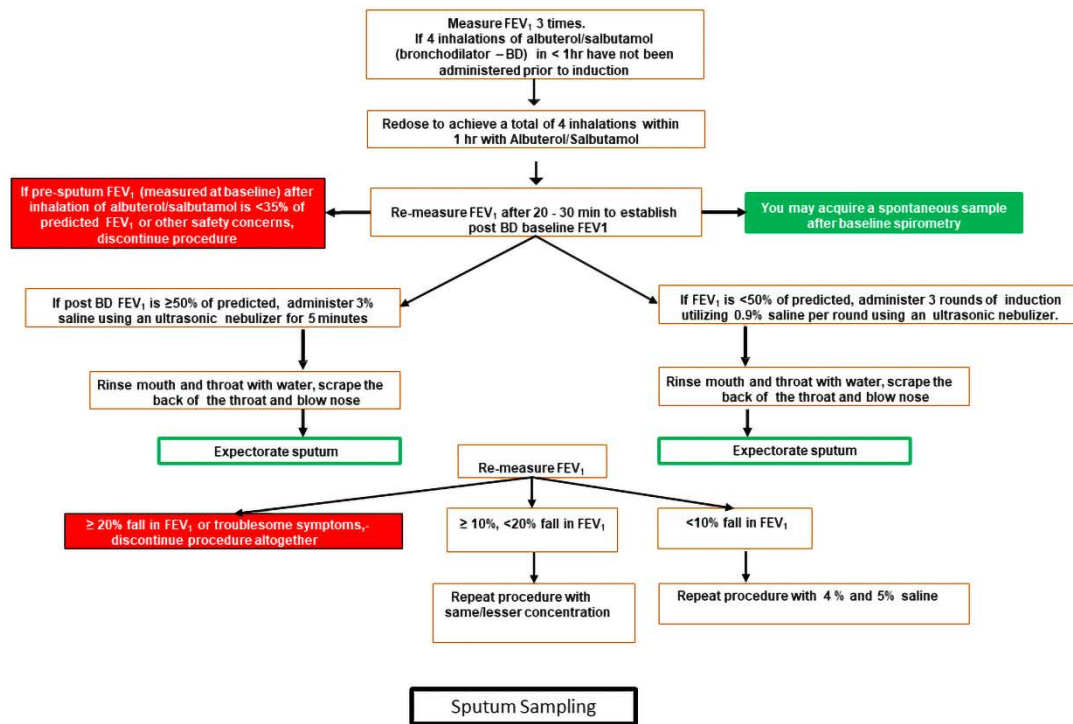 Measure FEV₁ 3 times.
If 4 inhalations of albuterol/salbutamol
(bronchodilator – BD) in < 1hr have not been
administered prior to induction
Redose to achieve a total of 4 inhalations within
1 hr with Albuterol/Salbutamol
If pre-sputum FEV₁ (measured at baseline) after
inhalation of albuterol/salbutamol is <35% of
predicted FEV₁ or other safety concerns,
discontinue procedure
Re-measure FEV₁ after 20 - 30 min to establish
post BD baseline FEV1
You may acquire a spontaneous sample
after baseline spirometry
If post BD FEV₁ is ≥50% of predicted, administer 3%
saline using an ultrasonic nebulizer for 5 minutes
If FEV₁ is <50% of predicted, administer 3 rounds of induction
utilizing 0.9% saline per round using an ultrasonic nebulizer.
Rinse mouth and throat with water, scrape the
back of the throat and blow nose
Rinse mouth and throat with water, scrape the
back of the throat and blow nose
Expectorate sputum
Expectorate sputum
Re-measure FEV₁
≥ 20% fall in FEV₁ or troublesome symptoms,-
discontinue procedure altogether
≥ 10%, <20% fall in FEV₁
<10% fall in FEV₁
Repeat procedure with
same/lesser concentration
Repeat procedure with 4 % and 5% saline
Sputum Sampling